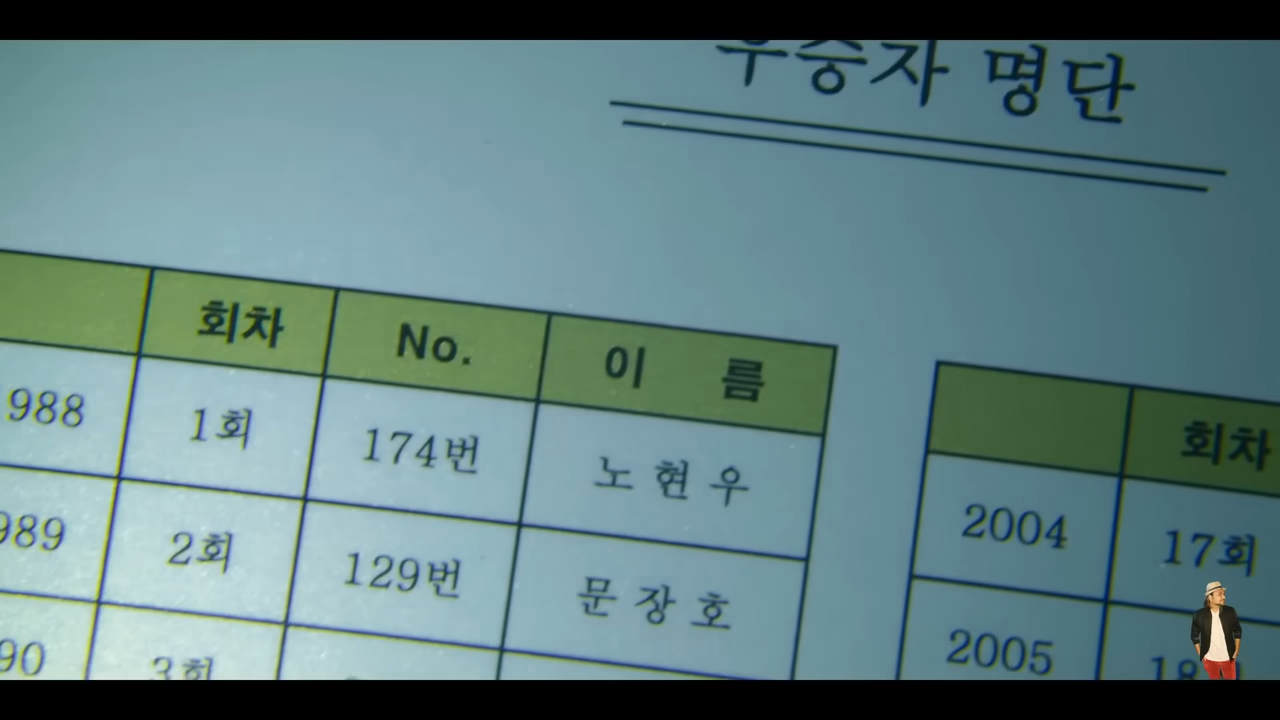 우승자 명단
회차 No. 이 름
988 1회 174번 노 현 우
989 2회 129번 문 장 호
90 3회
회차
2004 17회
2005